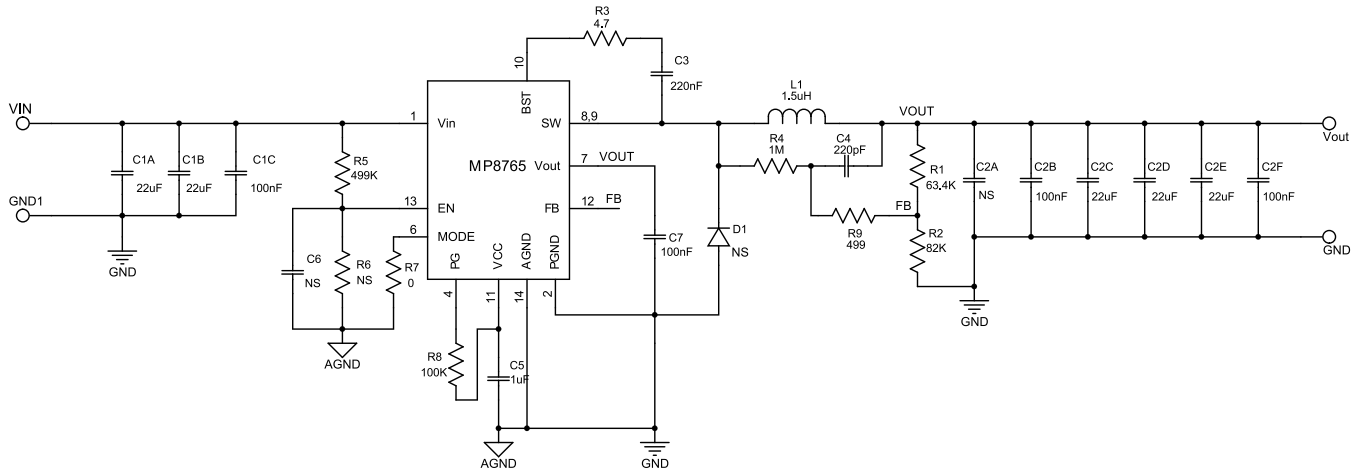 R3
4.7
10
C3
220nF
BST
VIN
1
Vin
SW
8,9
L1
1.5uH
VOUT
Vout
C1A
22uF
C1B
22uF
C1C
100nF
R5
499K
MP8765
Vout
7
VOUT
R4
1M
C4
220pF
R1
63.4K
C2A
NS
C2B
100nF
C2C
22uF
C2D
22uF
C2E
22uF
C2F
100nF
GND1
13
EN
FB
12
FB
FB
6
MODE
R9
499
R2
82K
D1
NS
GND
GND
C6
NS
R6
NS
R7
0
PG
VCC
AGND
PGND
C7
100nF
4
11
14
2
GND
AGND
R8
100K
C5
1uF
AGND
GND